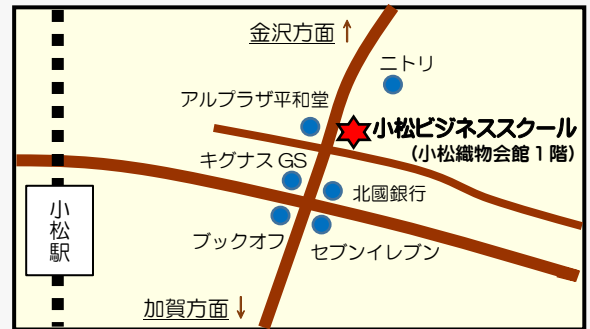 金沢方面↑
ニトリ
アルプラザ平和堂
小松ビジネススクール
(小松織物会館1階)
キグナスGS
北國銀行
小松駅
ブックオフ
セブンイレブン
加賀方面↓